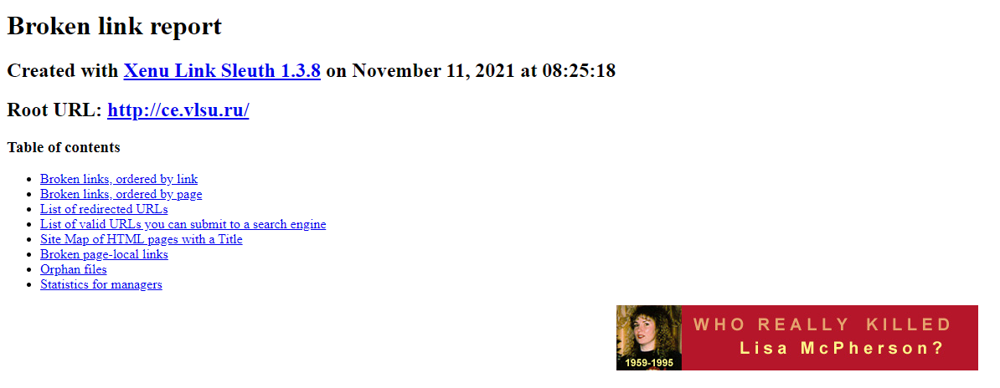 Broken link report
Created with Xenu Link Sleuth 1.3.8 on November 11, 2021 at 08:25:18
Root URL: http://ce.vlsu.ru/
Table of contents
Broken links, ordered by link
Broken links, ordered by page
List of redirected URLs
List of valid URLs you can submit to a search engine
Site Map of HTML pages with a Title
Broken page-local links
Orphan files
Statistics for managers
WHO REALLY KILLED
Lisa McPherson?
1959-1995